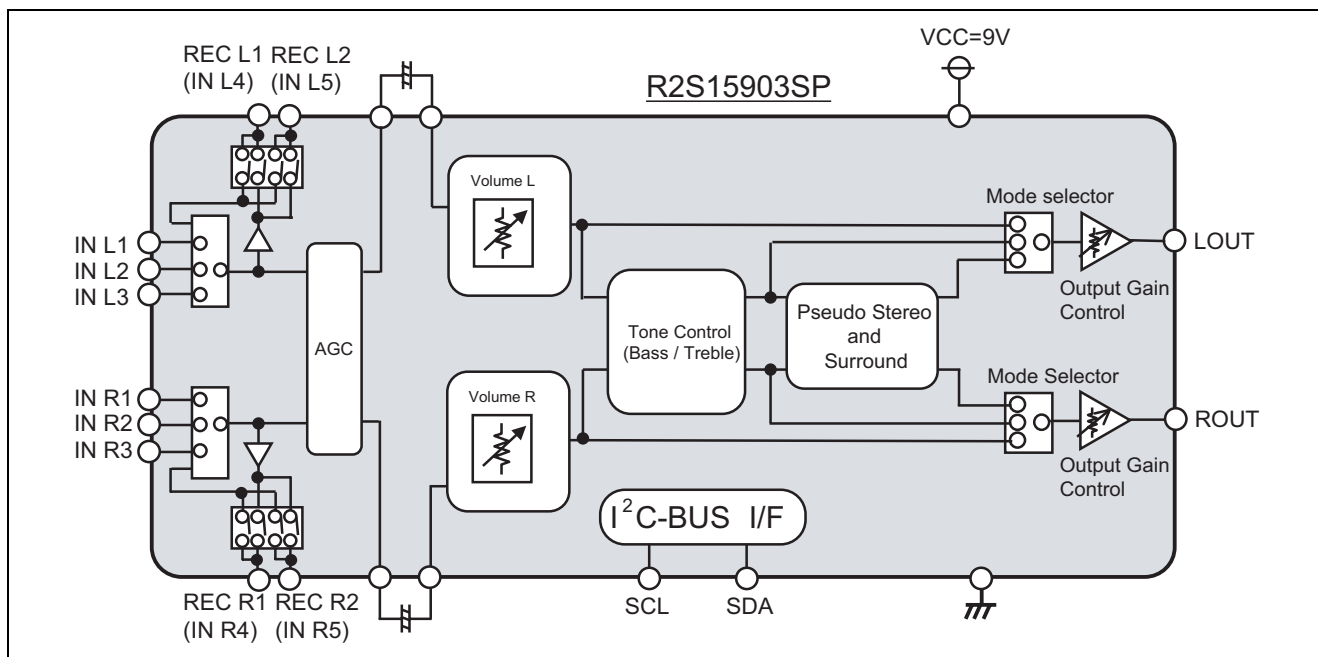 REC L1 REC L2
(IN L4) (IN L5)
VCC=9V
R2S15903SP
Volume L
Mode selector
IN L1
IN L2
IN L3
LOUT
Output Gain
Control
AGC
Tone Control
(Bass / Treble)
Pseudo Stereo
and
Surround
IN R1
IN R2
IN R3
Volume R
Mode Selector
ROUT
Output Gain
Control
I²C-BUS I/F
REC R1 REC R2
(IN R4) (IN R5)
SCL
SDA